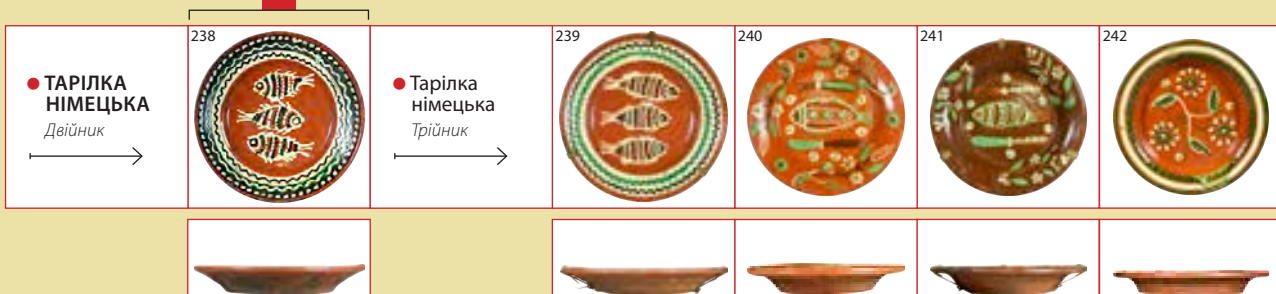 238
ТАРІЛКА
НІМЕЦЬКА
Двійник
Тарілка
німецька
Трійник
239
240
241
242